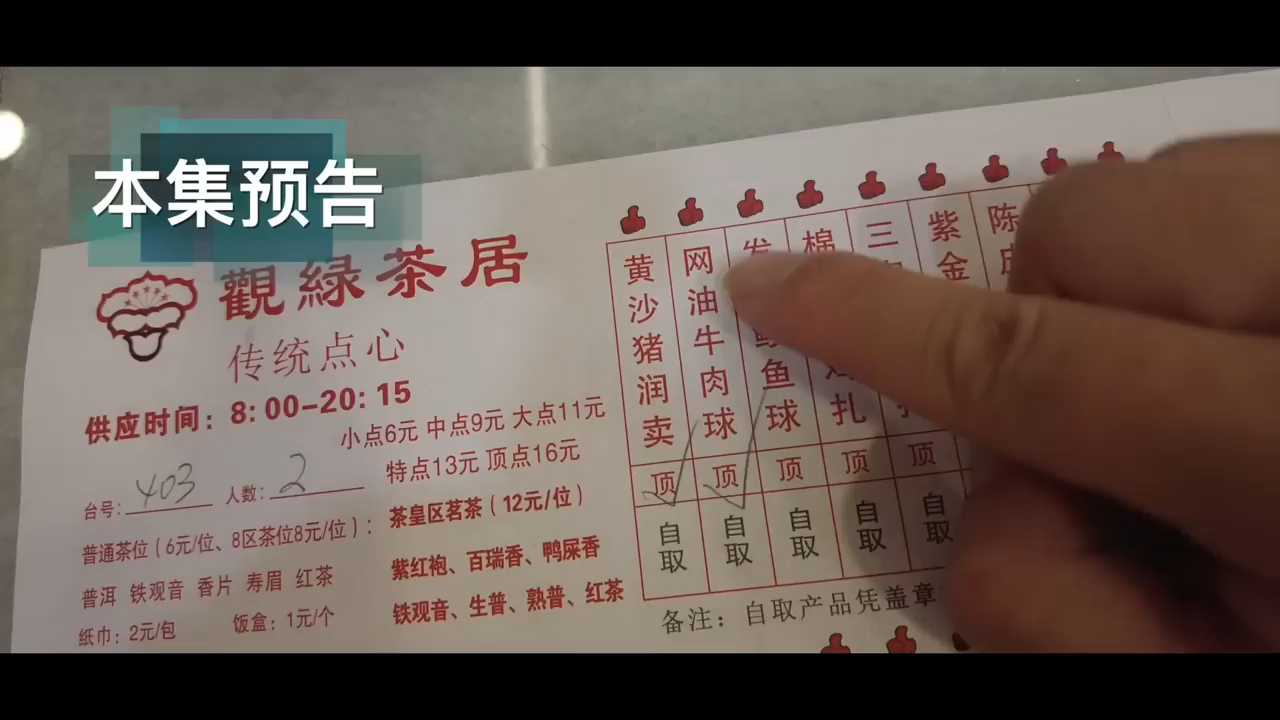 本集预告
觀綠茶居
传统点心
供应时间：8:00-20:15
小点6元 中点9元 大点11元
特点13元 顶点16元
台号：403 人数：2
普通茶位（6元/位、8区茶位8元/位）：
普洱 铁观音 香片 寿眉 红茶
纸巾：2元/包 饭盒：1元/个
茶皇区茗茶（12元/位）
紫红袍、百瑞香、鸭屎香
铁观音、生普、熟普、红茶
黄沙猪润卖
网油牛肉球
鱼球
棉
扎
三
紫金
陈
顶 顶 顶 顶 顶
自取 自取 自取 自取 自取
备注：自取产品凭盖章